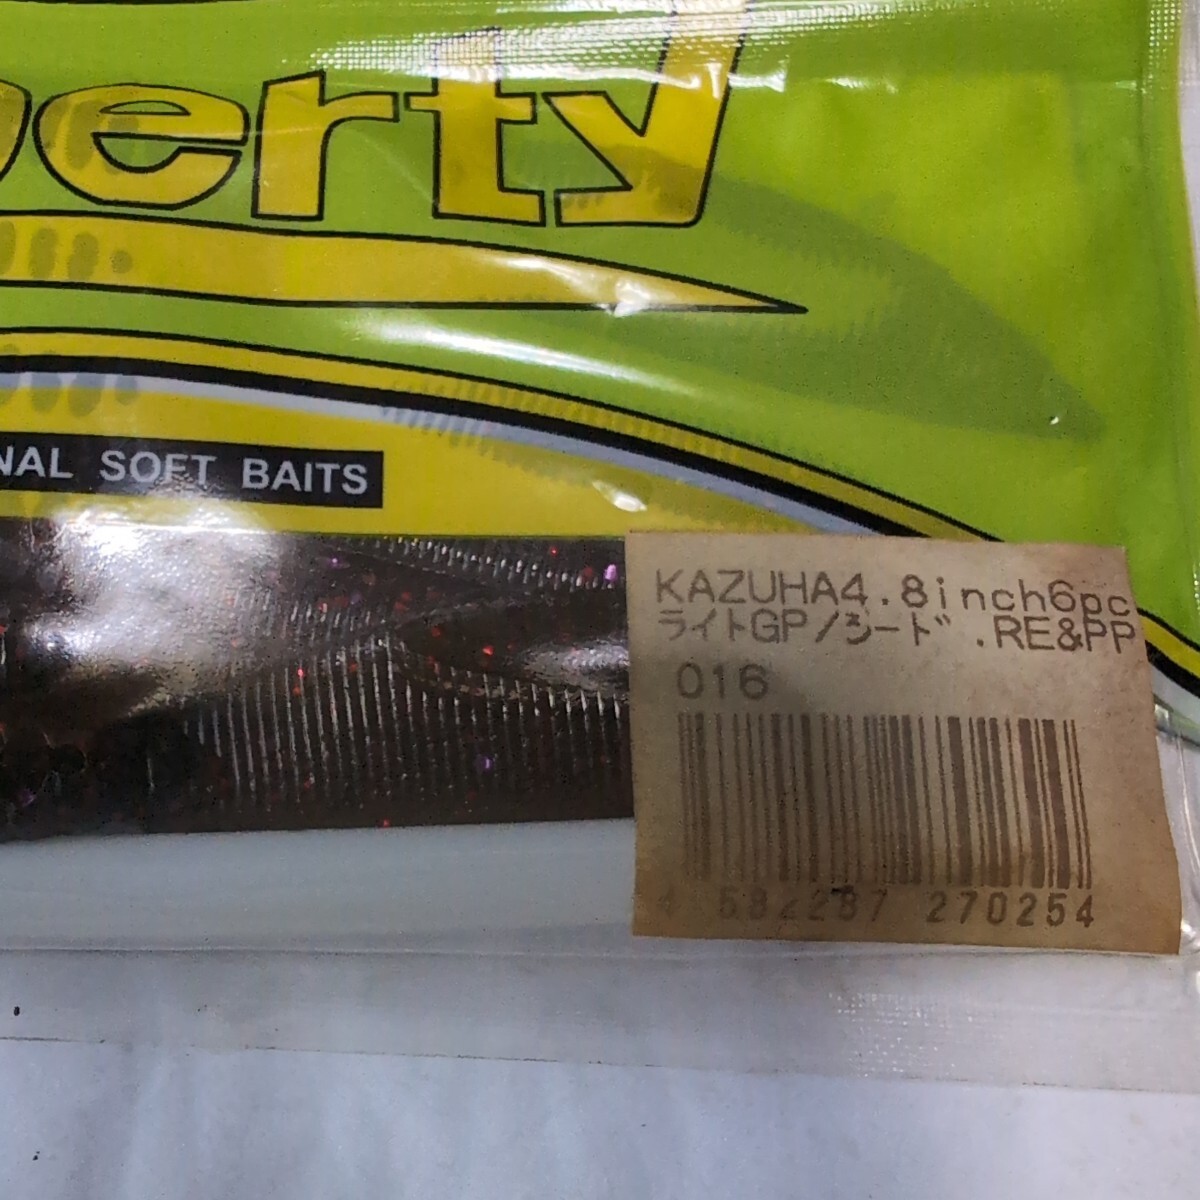 perty
NAL SOFT BAITS
KAZUHA4.8inch6pc
ライトGP/シード.RE&PP
016
4 582287 270254